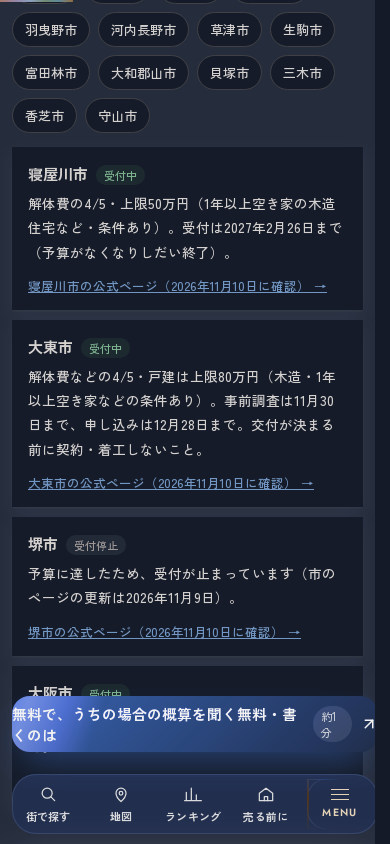 羽曳野市 河内長野市 草津市 生駒市
富田林市 大和郡山市 貝塚市 三木市
香芝市 守山市
寝屋川市 受付中
解体費の4/5・上限50万円（1年以上空き家の木造
住宅など・条件あり）。受付は2027年2月26日まで
（予算がなくなりしだい終了）。
寝屋川市の公式ページ（2026年11月10日に確認） →
大東市 受付中
解体費などの4/5・戸建は上限80万円（木造・1年
以上空き家などの条件あり）。事前調査は11月30
日まで、申し込みは12月28日まで。交付が決まる
前に契約・着工しないこと。
大東市の公式ページ（2026年11月10日に確認） →
堺市 受付停止
予算に達したため、受付が止まっています（市の
ページの更新は2026年11月9日）。
堺市の公式ページ（2026年11月10日に確認） →
大阪市 受付中
無料で、うちの場合の概算を聞く無料・書
くのは
約1
分
街で探す 地図 ランキング 売る前に MENU